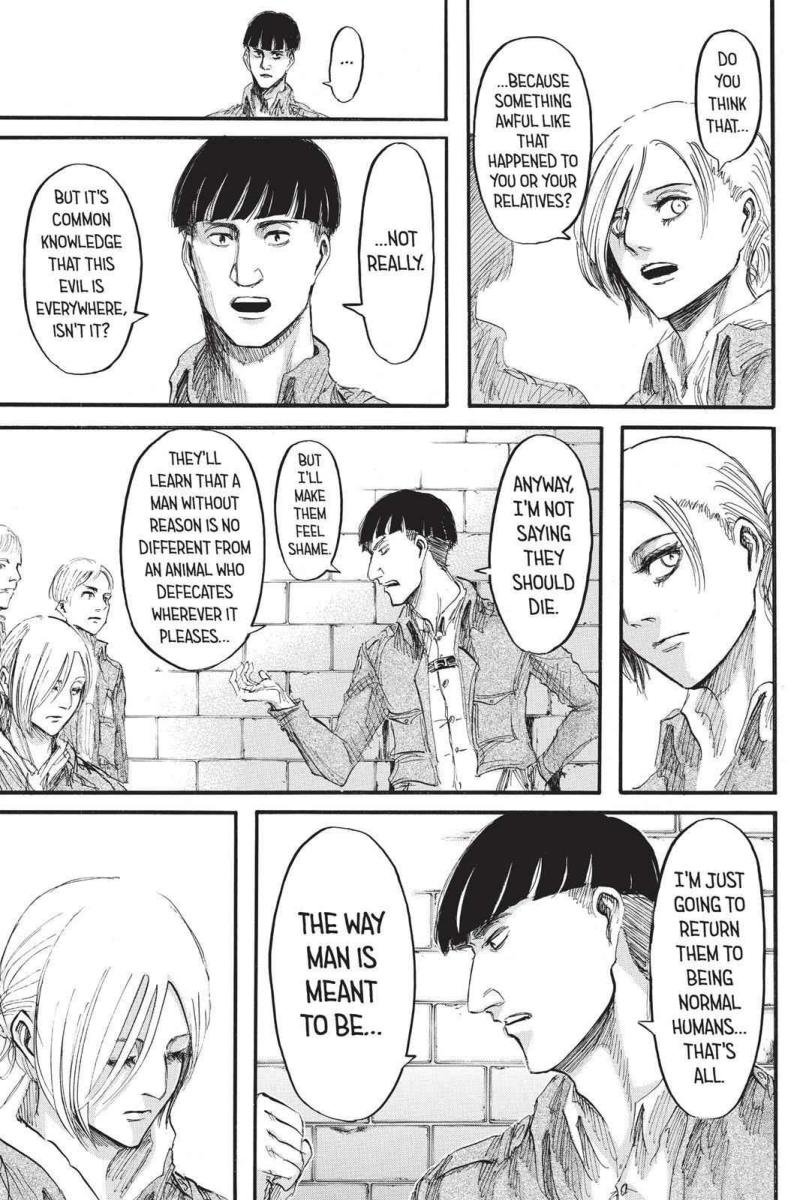 DO
YOU
THINK
THAT...
...BECAUSE
SOMETHING
AWFUL LIKE
THAT
HAPPENED TO
YOU OR YOUR
RELATIVES?
...
...NOT
REALLY.
BUT IT'S
COMMON
KNOWLEDGE
THAT THIS
EVIL IS
EVERYWHERE,
ISN'T IT?
ANYWAY,
I'M NOT
SAYING
THEY
SHOULD
DIE.
BUT
I'LL
MAKE
THEM
FEEL
SHAME.
THEY'LL
LEARN THAT A
MAN WITHOUT
REASON IS NO
DIFFERENT FROM
AN ANIMAL WHO
DEFECATES
WHEREVER IT
PLEASES...
I'M JUST
GOING TO
RETURN
THEM TO
BEING
NORMAL
HUMANS...
THAT'S
ALL.
THE WAY
MAN IS
MEANT
TO BE...